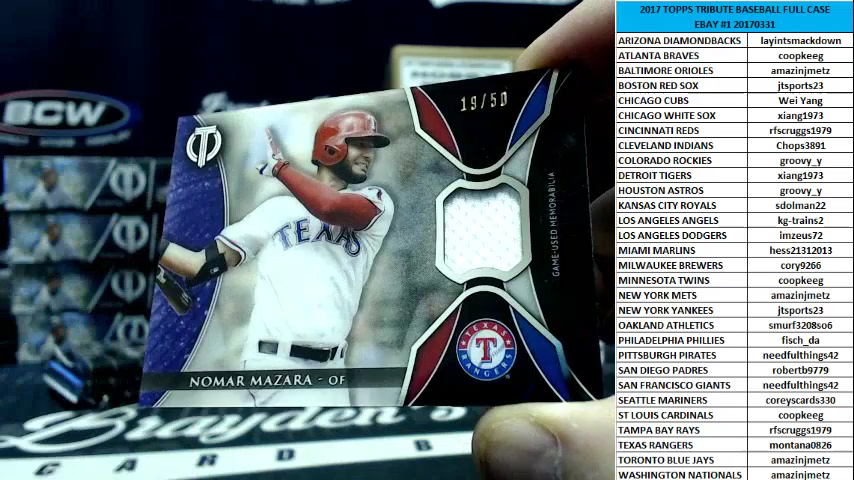 2017 TOPPS TRIBUTE BASEBALL FULL CASE
EBAY #1 20170331
ARIZONA DIAMONDBACKS layintsmackdown
ATLANTA BRAVES coopkeeg
BALTIMORE ORIOLES amazinjmetz
BOSTON RED SOX jtsports23
CHICAGO CUBS Wei Yang
CHICAGO WHITE SOX xiang1973
CINCINNATI REDS rfscruggs1979
CLEVELAND INDIANS Chops3891
COLORADO ROCKIES groovy_y
DETROIT TIGERS xiang1973
HOUSTON ASTROS groovy_y
KANSAS CITY ROYALS sdolman22
LOS ANGELES ANGELS kg-trains2
LOS ANGELES DODGERS imzeus72
MIAMI MARLINS hess21312013
MILWAUKEE BREWERS cory9266
MINNESOTA TWINS coopkeeg
NEW YORK METS amazinjmetz
NEW YORK YANKEES jtsports23
OAKLAND ATHLETICS smurf3208so6
PHILADELPHIA PHILLIES fisch_da
PITTSBURGH PIRATES needfulthings42
SAN DIEGO PADRES robertb9779
SAN FRANCISCO GIANTS needfulthings42
SEATTLE MARINERS coreyscards330
ST LOUIS CARDINALS coopkeeg
TAMPA BAY RAYS rfscruggs1979
TEXAS RANGERS montana0826
TORONTO BLUE JAYS amazinjmetz
WASHINGTON NATIONALS amazinjmetz
BCW
19/50
TEXAS
GAME-USED MEMORABILIA
TEXAS
T
RANGERS
NOMAR MAZARA - OF
Brayden's
CARD B